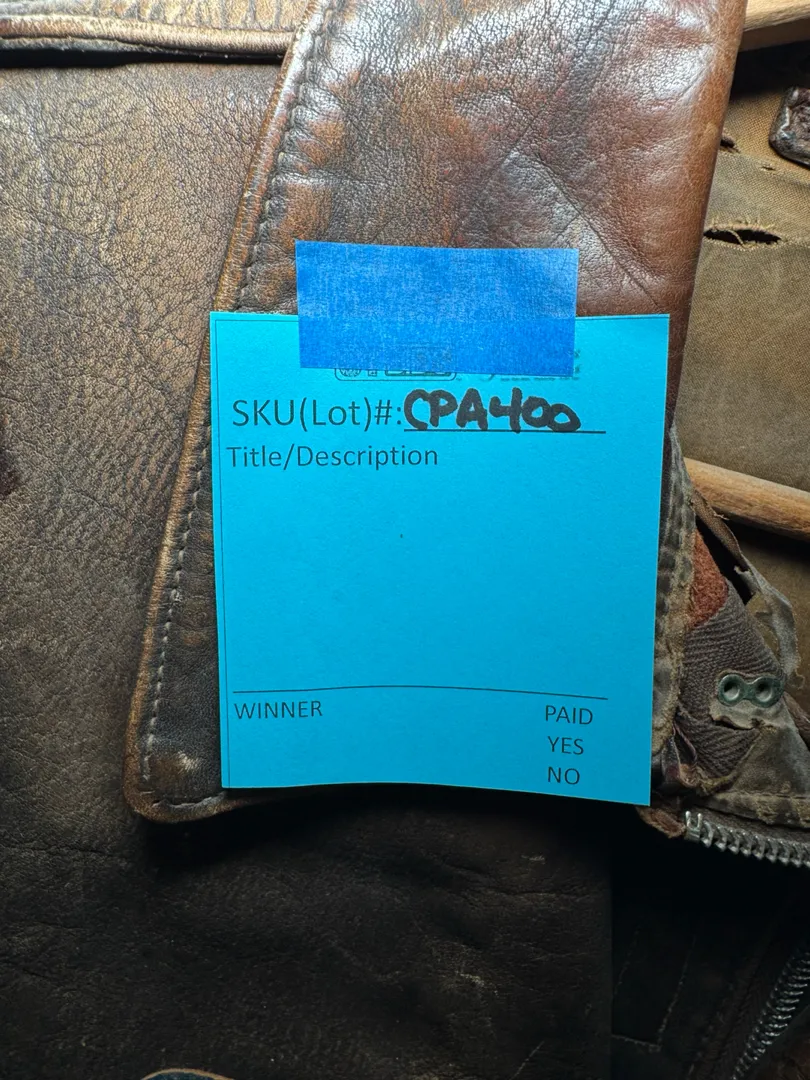 SKU(Lot)#: CPA400
Title/Description
WINNER
PAID
YES
NO